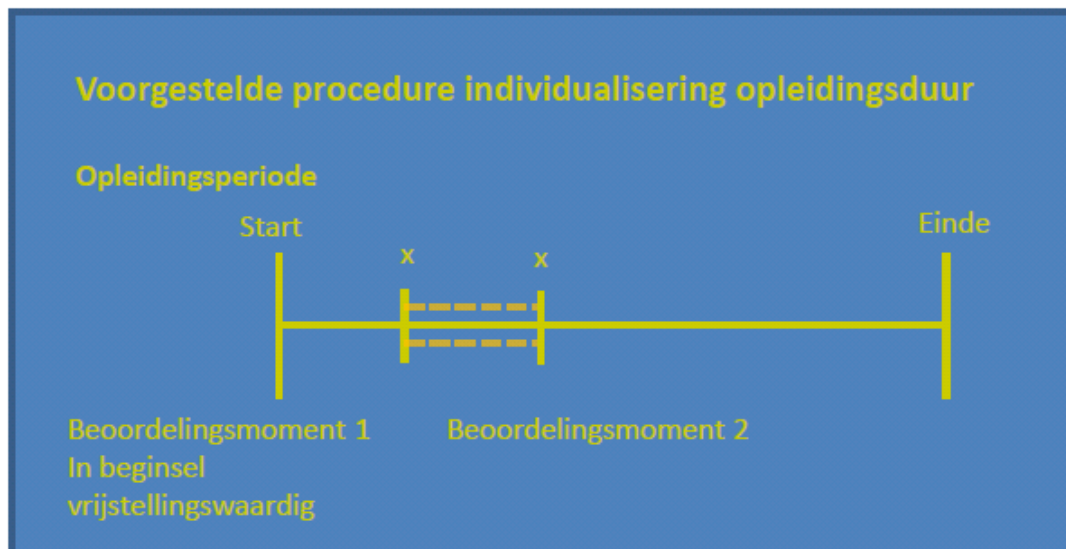 Voorgestelde procedure individualisering opleidingsduur
Opleidingsperiode
Start
Einde
x
x
Beoordelingsmoment 1
Beoordelingsmoment 2
In beginsel
vrijstellingswaardig